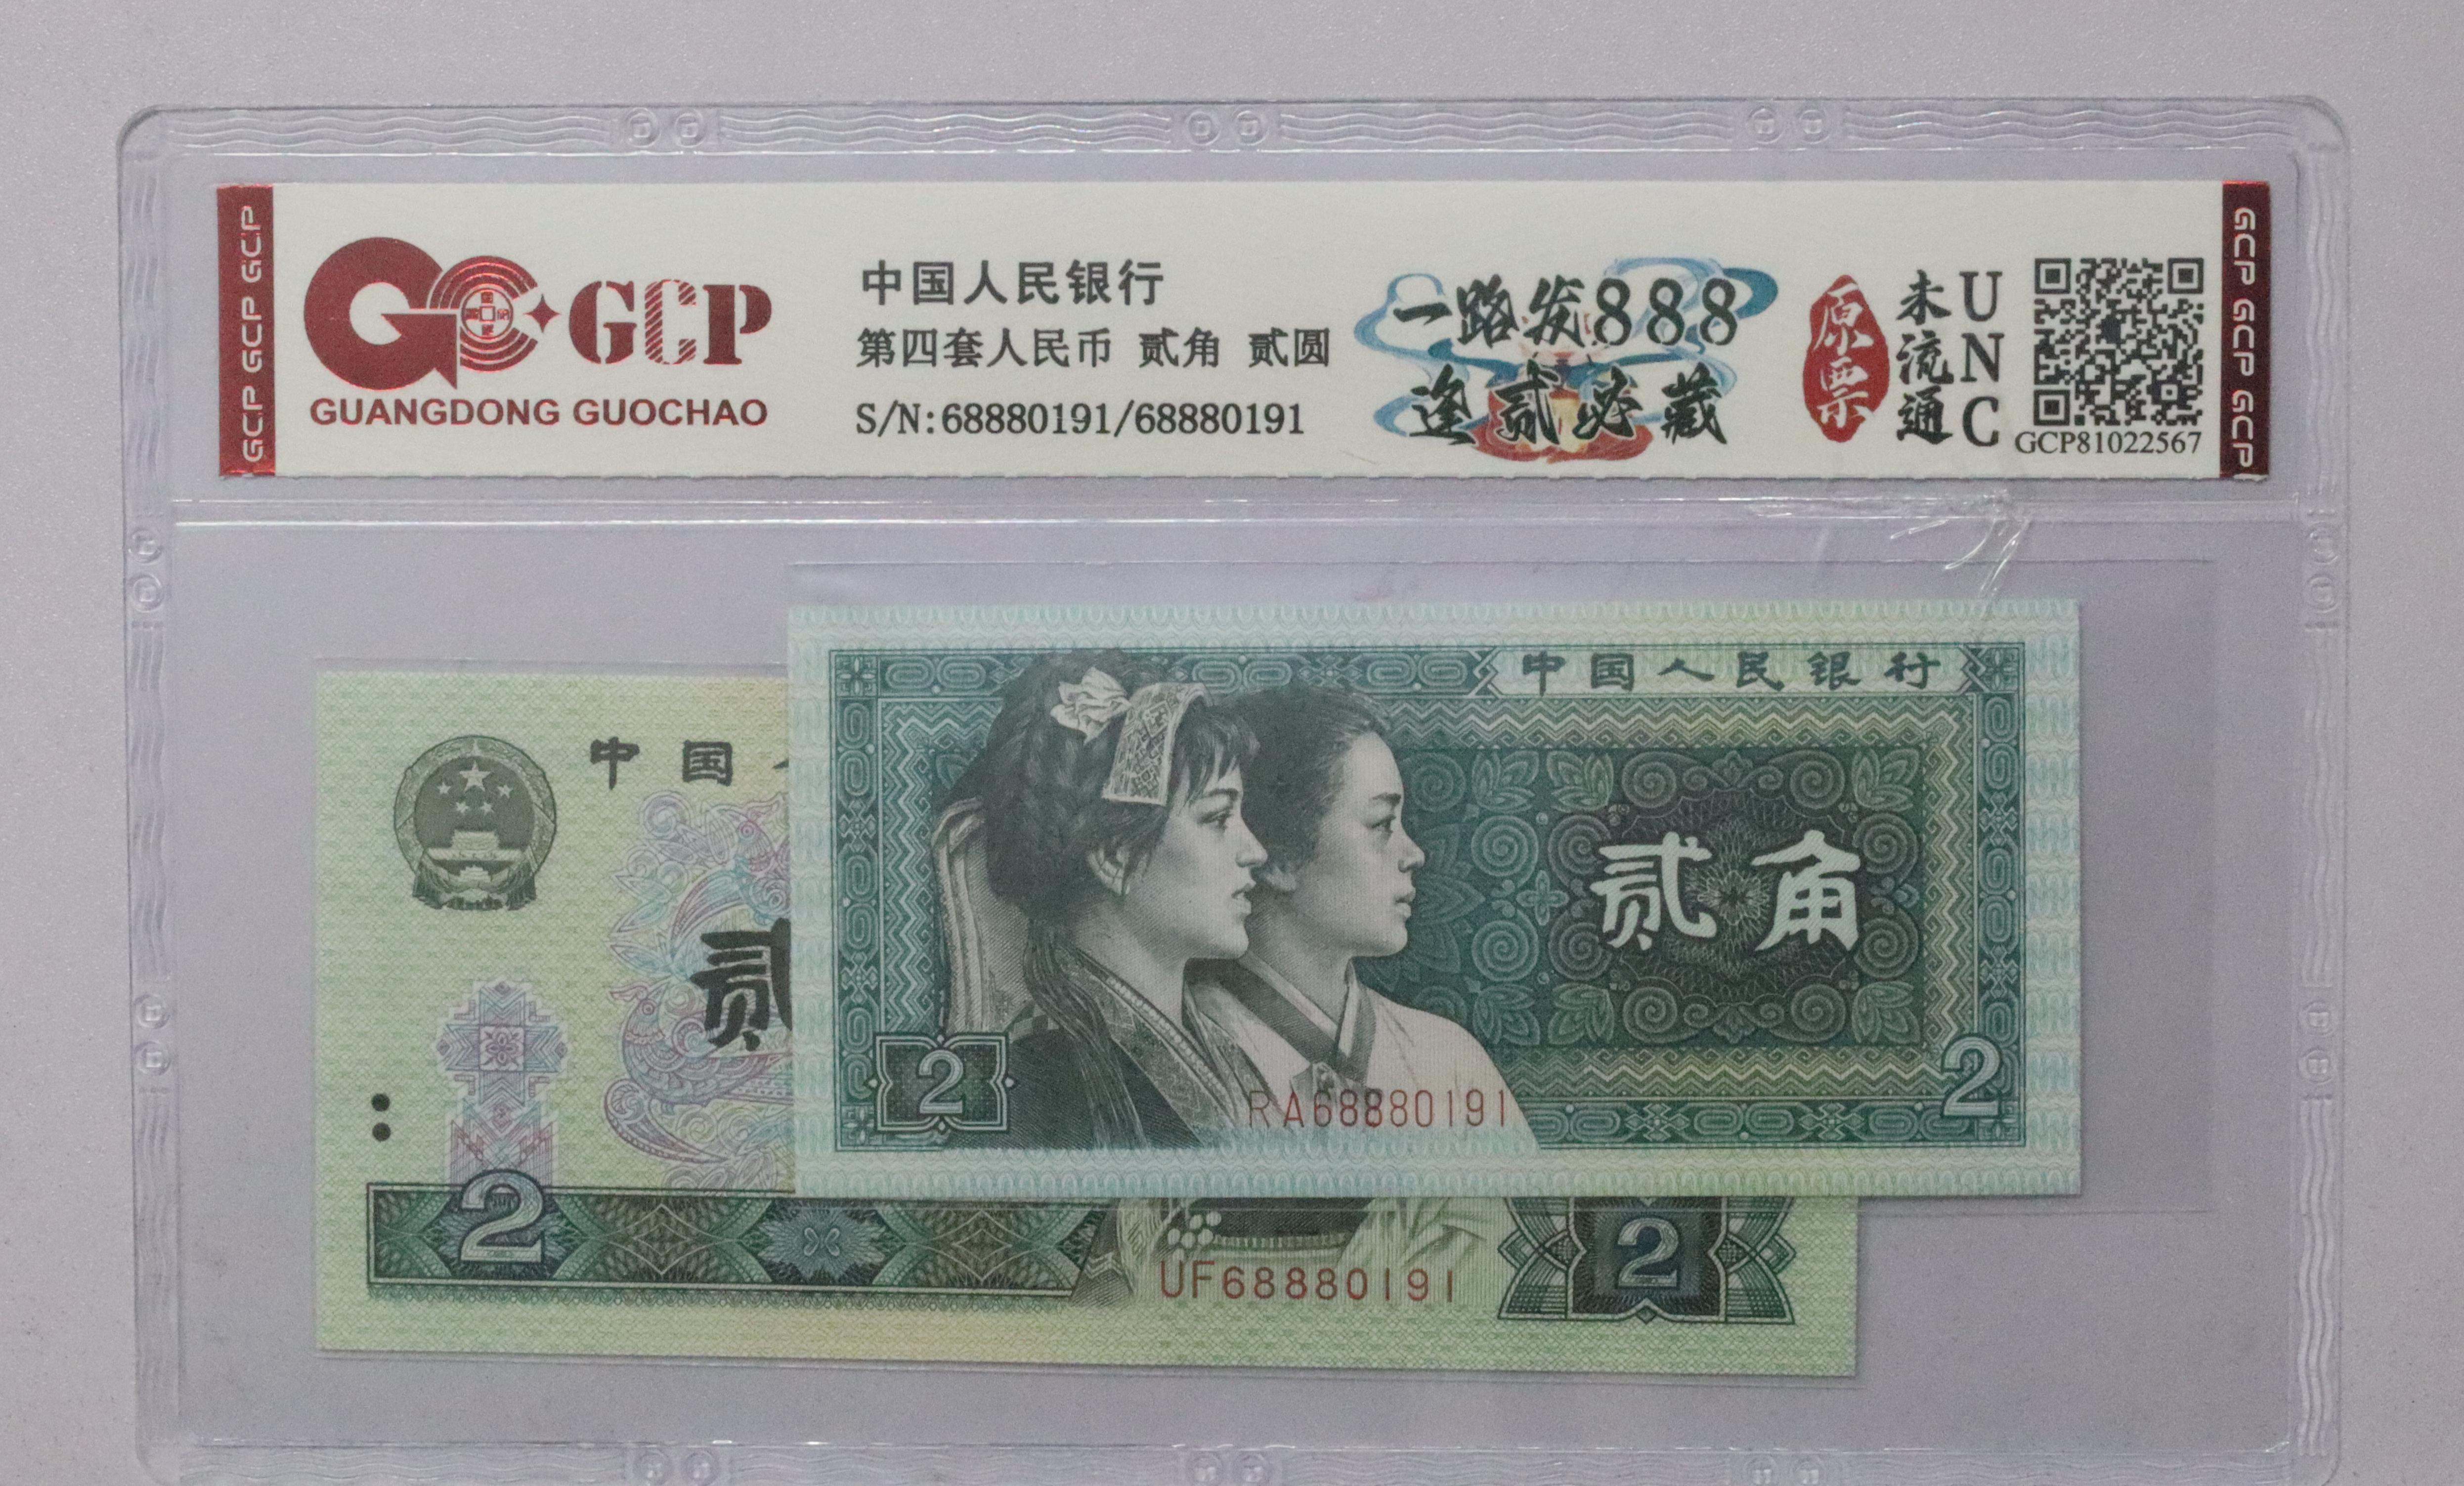 GCP GCP GCP
GCP
GUANGDONG GUOCHAO
中国人民银行
第四套人民币 贰角 贰圆
S/N:68880191/68880191
一路发888
逢贰必藏
原票
未流通
UNC
GCP81022567
GCP GCP GCP
中国人民银行
贰角
2
RA68880191
2
中国
贰
2
UF68880191
2